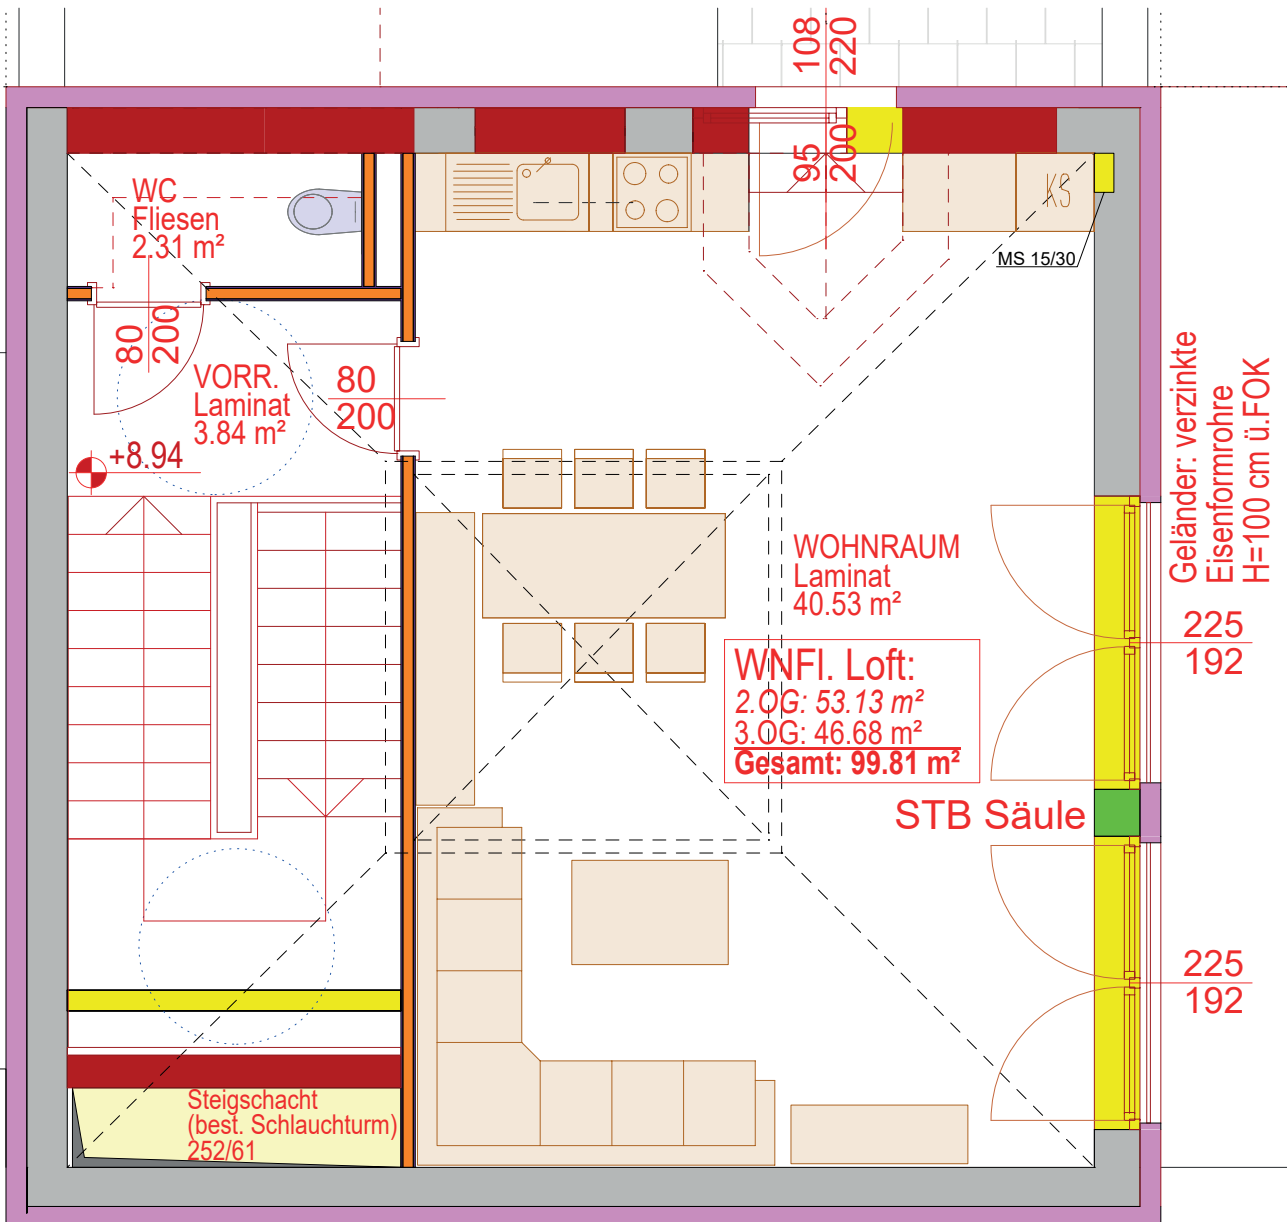 108
220
95
200
WC
Fliesen
2.31 m²
KS
MS 15/30
80
200
VORR.
Laminat
3.84 m²
80
200
+8.94
Geländer: verzinkte
Eisenformrohre
H=100 cm ü.FOK
WOHNRAUM
Laminat
40.53 m²
WNFl. Loft:
2.OG: 53.13 m²
3.OG: 46.68 m²
Gesamt: 99.81 m²
225
192
STB Säule
225
192
Steigschacht
(best. Schlauchturm)
252/61